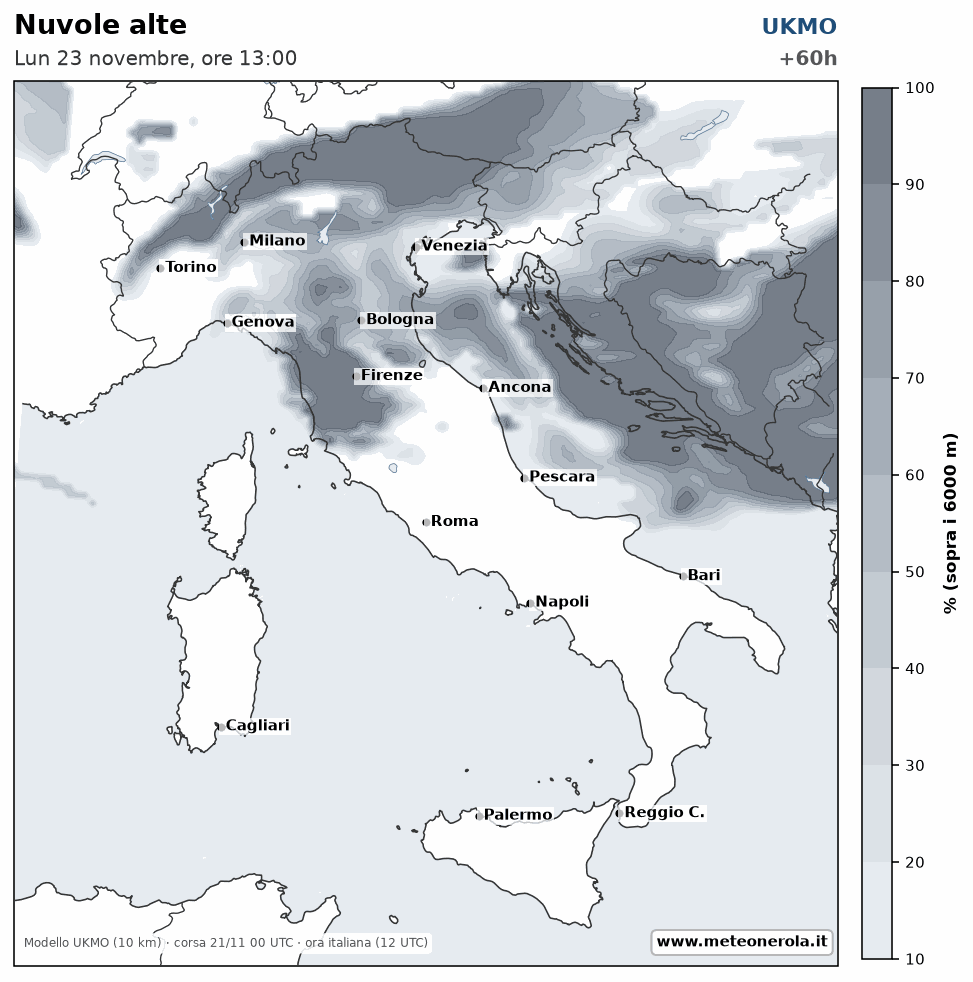 Nuvole alte
UKMO
Lun 23 novembre, ore 13:00
+60h
Milano
Venezia
Torino
Genova
Bologna
Firenze
Ancona
Pescara
Roma
Bari
Napoli
Cagliari
Palermo
Reggio C.
Modello UKMO (10 km) · corsa 21/11 00 UTC · ora italiana (12 UTC)
www.meteonerola.it
100
90
80
70
60
50
40
30
20
10
% (sopra i 6000 m)